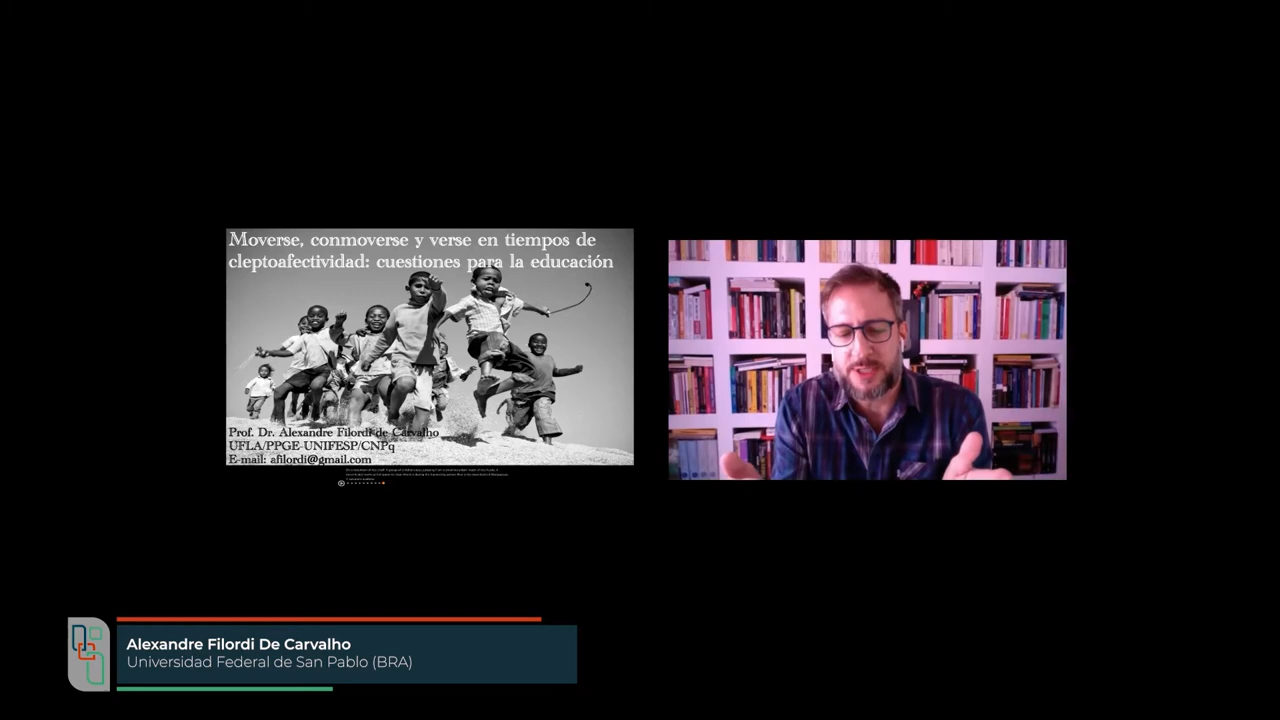 Moverse, conmoverse y verse en tiempos de
cleptoafectividad: cuestiones para la educación
Prof. Dr. Alexandre Filordi de Carvalho
UFLA/PPGE-UNIFESP/CNPq
E-mail: afilordi@gmail.com
Alexandre Filordi De Carvalho
Universidad Federal de San Pablo (BRA)